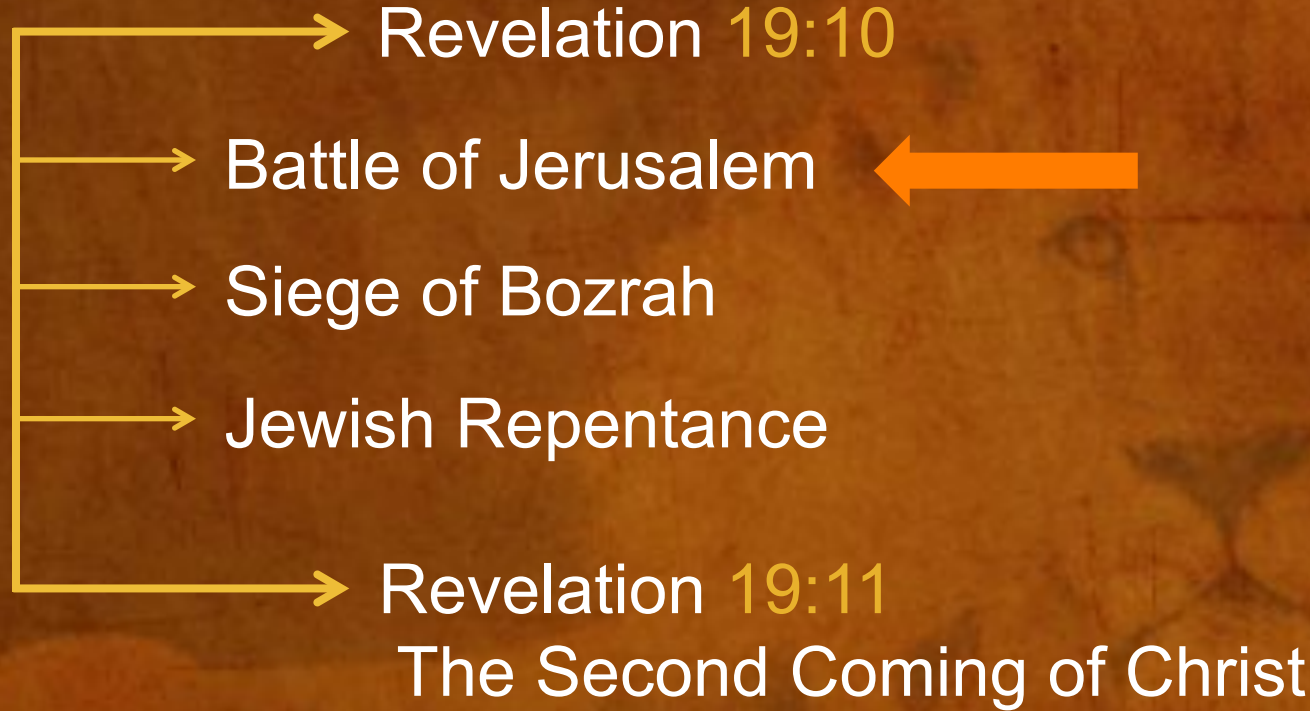 Revelation 19:10
Battle of Jerusalem
Siege of Bozrah
Jewish Repentance
Revelation 19:11
The Second Coming of Christ